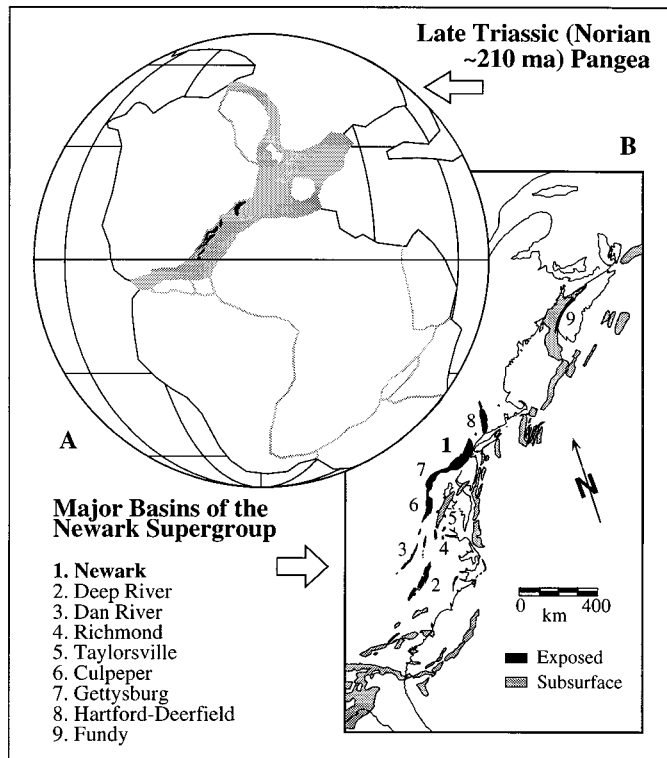 Late Triassic (Norian
~210 ma) Pangea
B
A
Major Basins of the
Newark Supergroup
1. Newark
2. Deep River
3. Dan River
4. Richmond
5. Taylorsville
6. Culpeper
7. Gettysburg
8. Hartford-Deerfield
9. Fundy
9
8
1
7
6
5
3
4
2
N
0 400
km
Exposed
Subsurface